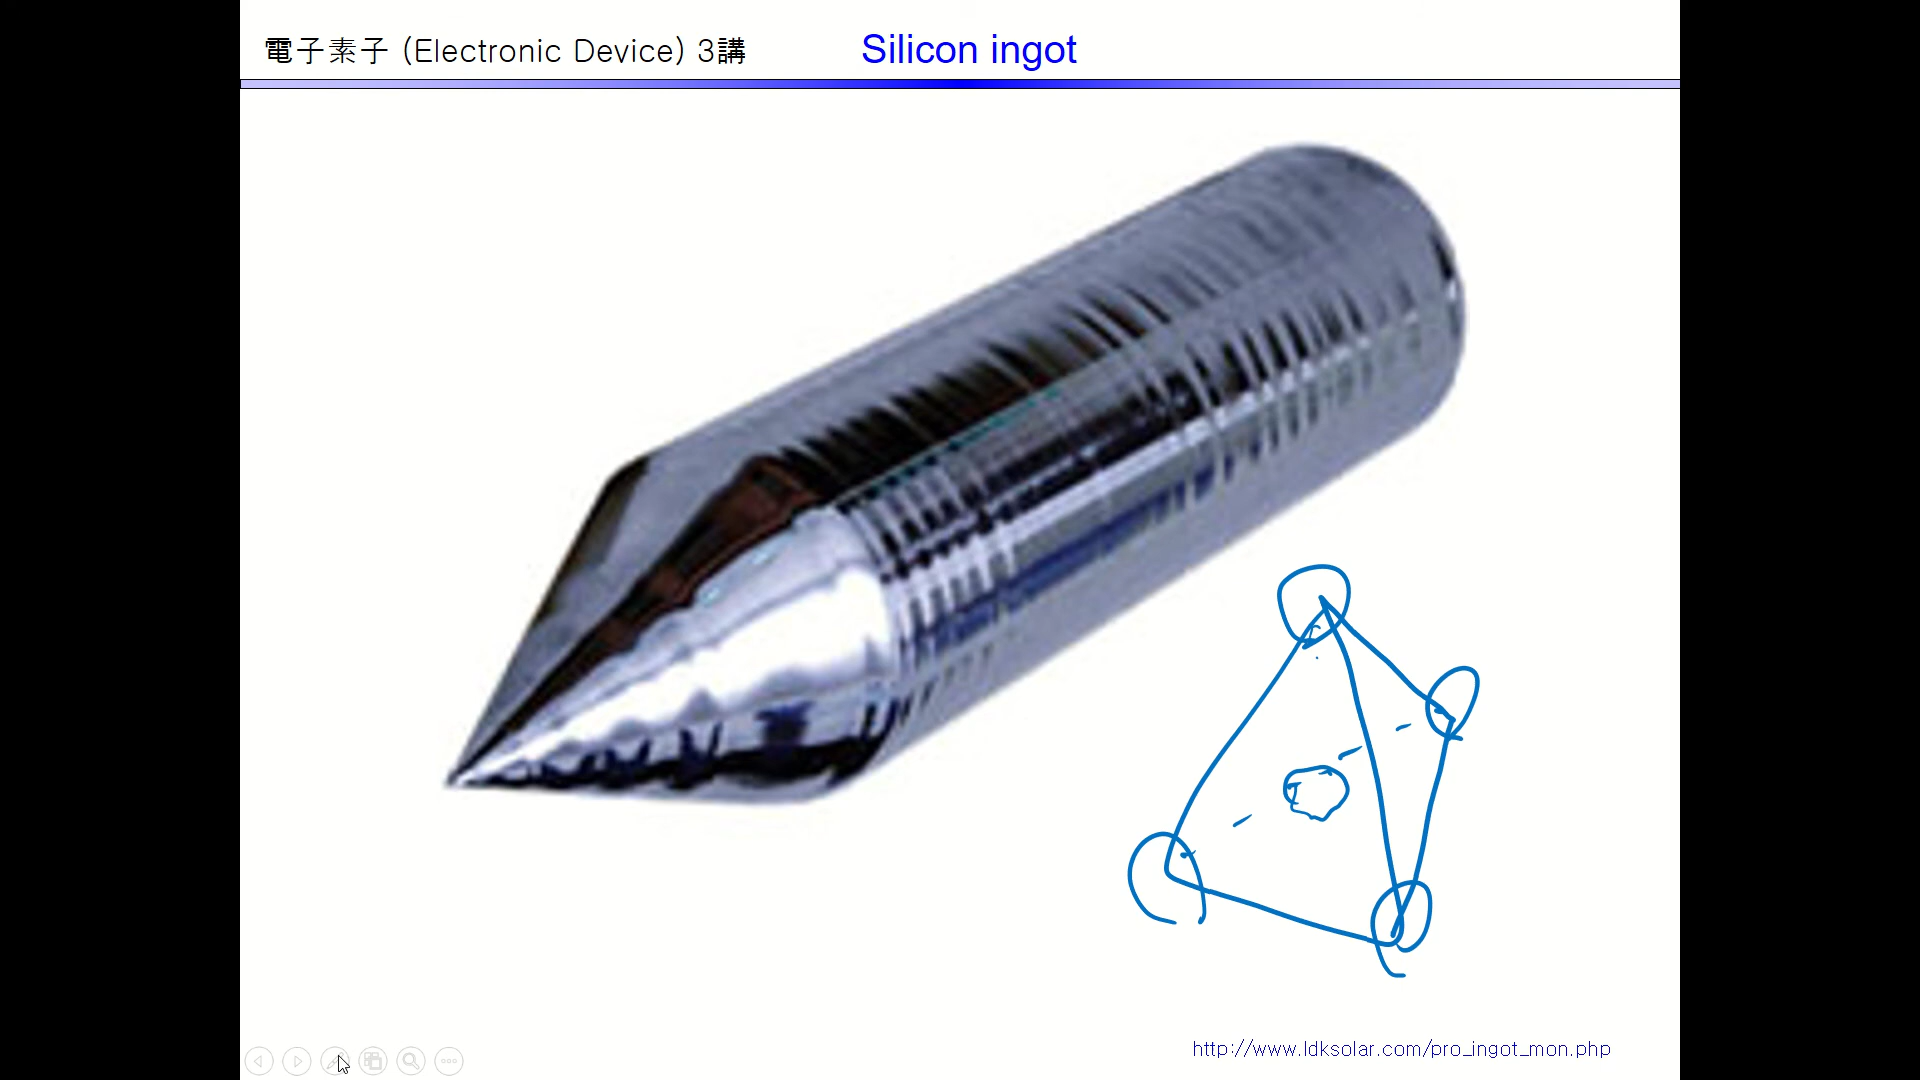 電子素子 (Electronic Device) 3講
Silicon ingot
http://www.ldksolar.com/pro_ingot_mon.php